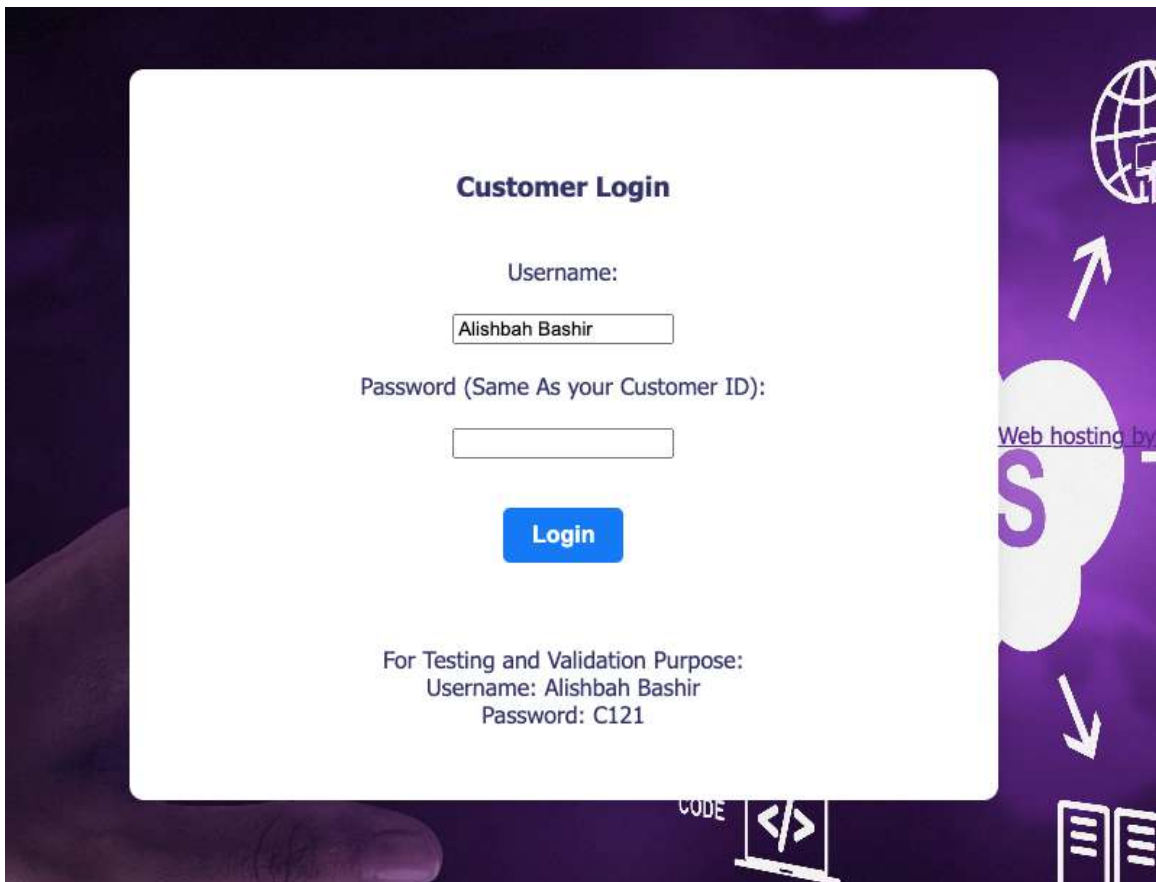 Customer Login
Username:
Alishbah Bashir
Password (Same As your Customer ID):
Web hosting by
S
Login
For Testing and Validation Purpose:
Username: Alishbah Bashir
Password: C121
CODE
</>